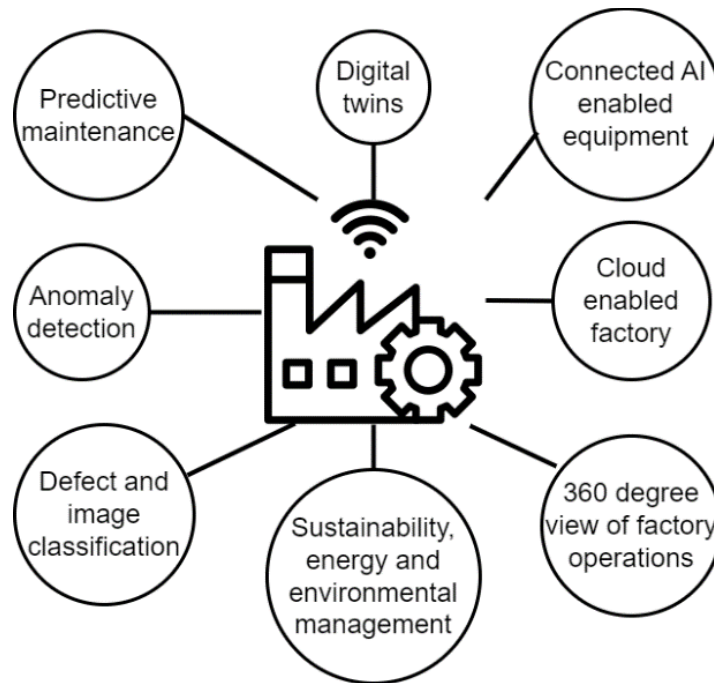 Predictive
maintenance
Digital
twins
Connected AI
enabled
equipment
Anomaly
detection
Cloud
enabled
factory
Defect and
image
classification
Sustainability,
energy and
environmental
management
360 degree
view of factory
operations